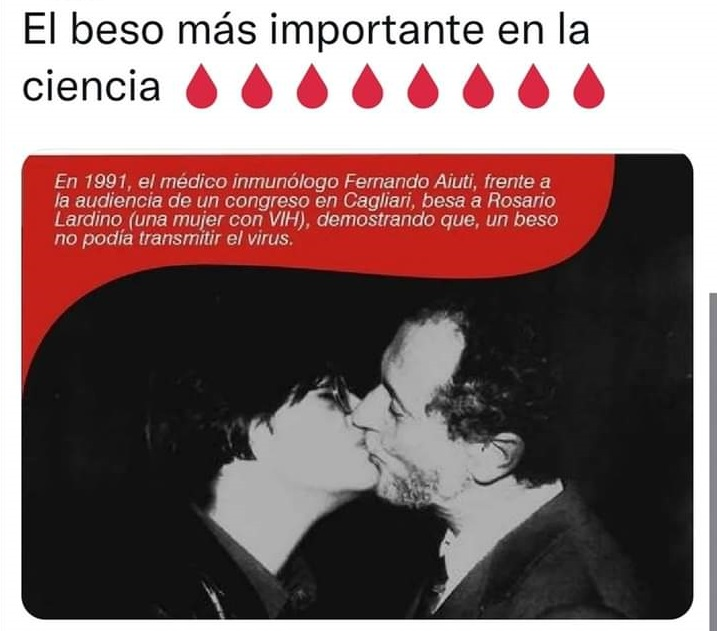 El beso más importante en la
ciencia 🩸🩸🩸🩸🩸🩸🩸🩸
En 1991, el médico inmunólogo Fernando Aiuti, frente a
la audiencia de un congreso en Cagliari, besa a Rosario
Lardino (una mujer con VIH), demostrando que, un beso
no podía transmitir el virus.